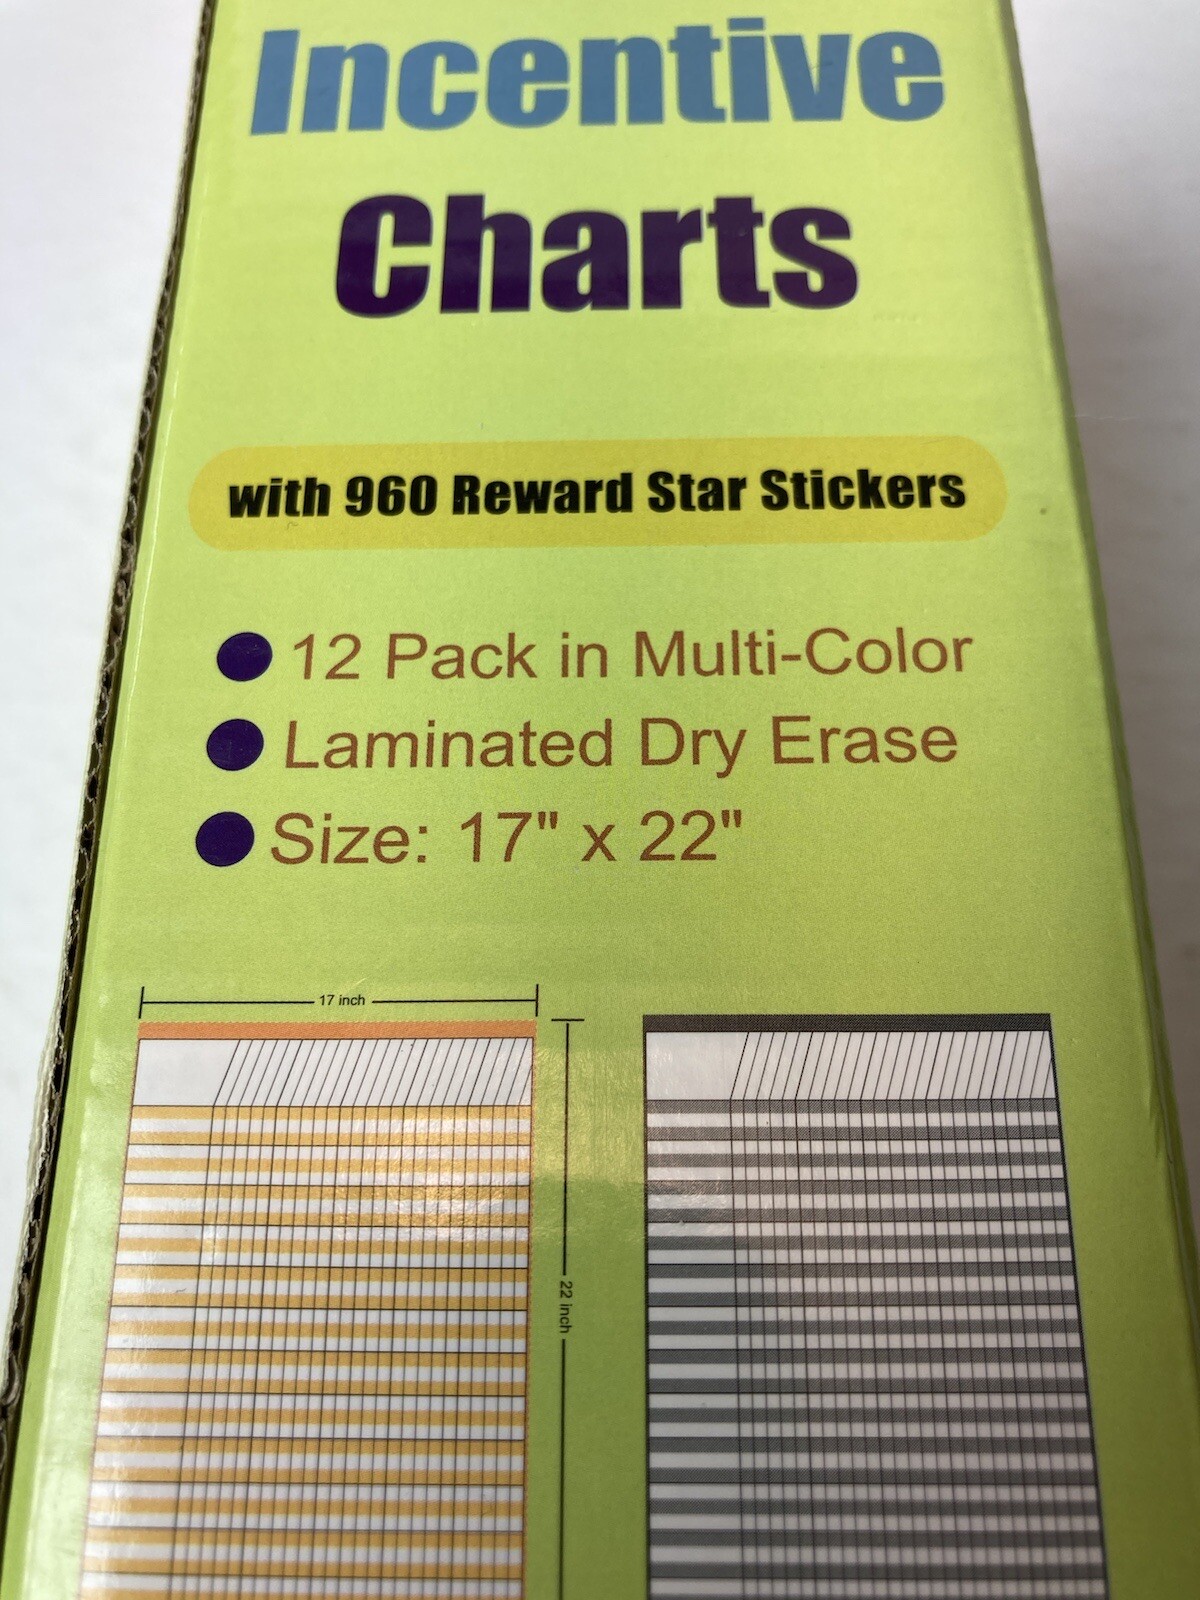 Incentive
Charts
with 960 Reward Star Stickers
12 Pack in Multi-Color
Laminated Dry Erase
Size: 17" x 22"
17 inch
22 inch